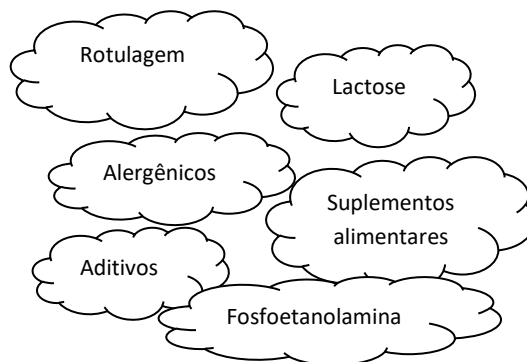 Rotulagem
Lactose
Alergênicos
Suplementos
alimentares
Aditivos
Fosfoetanolamina